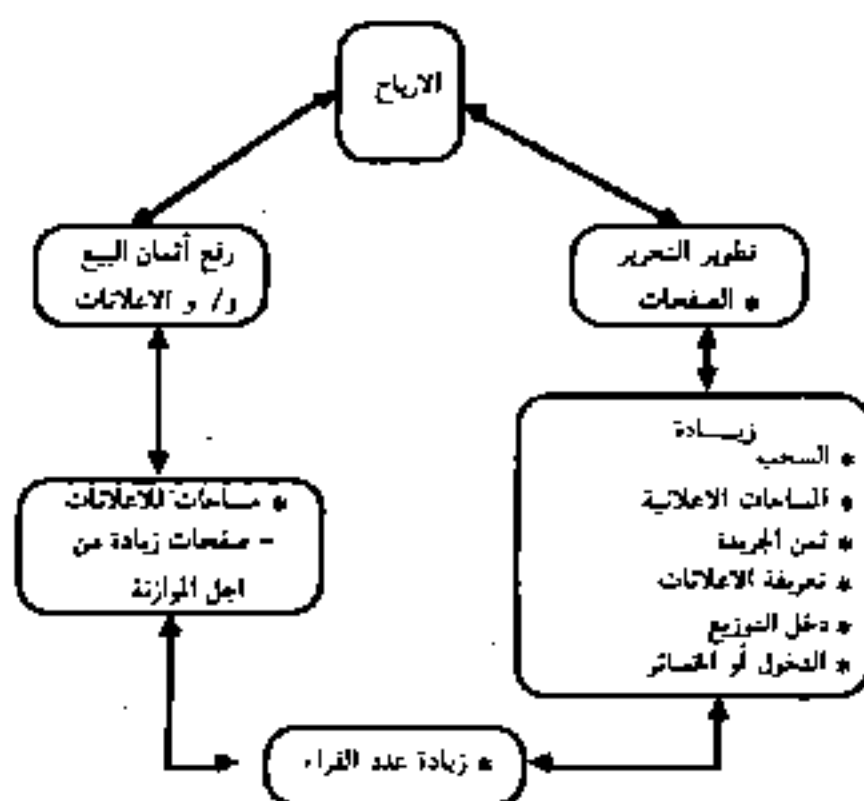 الارباح
تطوير التحرير
* الصفحات
رفع أثمان البيع
و/ و الاعلانات
زيـــادة
* السحب
* المساحات الاعلانية
* ثمن الجريدة
* تعريفة الاعلانات
* دخل التوزيع
* الدخول أو الخسائر
* مساحات للاعلانات
- صفحات زيادة من
اجل الموازنة
* زيادة عدد القراء